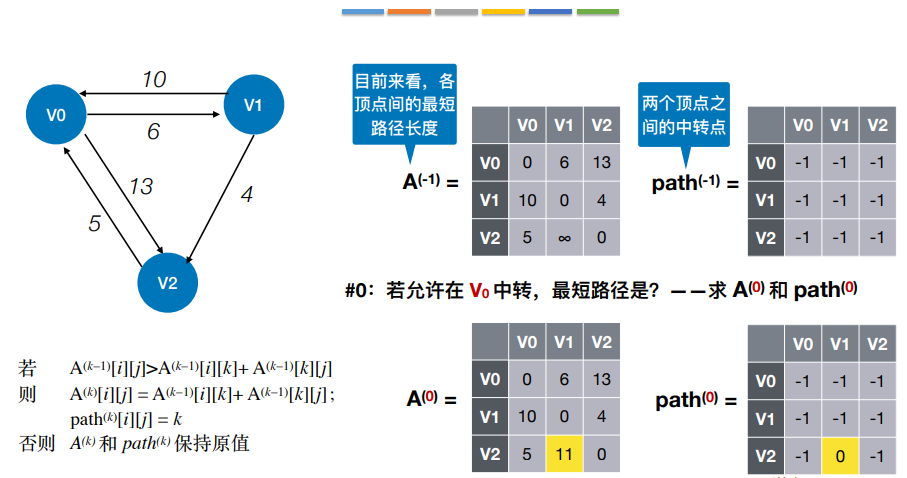 10
V0
V1
6
13
4
5
V2
目前来看，各
顶点间的最短
路径长度
A(-1) =
V0 V1 V2
V0 0 6 13
V1 10 0 4
V2 5 ∞ 0
两个顶点之
间的中转点
path(-1) =
V0 V1 V2
V0 -1 -1 -1
V1 -1 -1 -1
V2 -1 -1 -1
#0：若允许在 V0 中转，最短路径是？——求 A(0) 和 path(0)
若 A(k−1)[i][j]>A(k−1)[i][k]+ A(k−1)[k][j]
则 A(k)[i][j] = A(k−1)[i][k]+ A(k−1)[k][j];
path(k)[i][j] = k
否则 A(k) 和 path(k) 保持原值
A(0) =
V0 V1 V2
V0 0 6 13
V1 10 0 4
V2 5 11 0
path(0) =
V0 V1 V2
V0 -1 -1 -1
V1 -1 -1 -1
V2 -1 0 -1